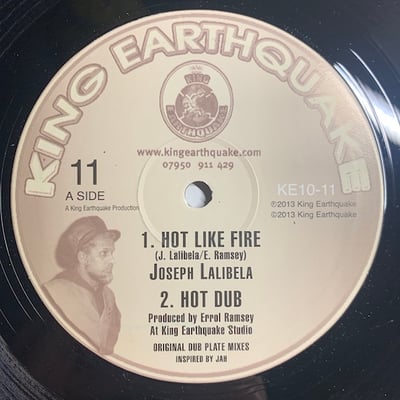 KING EARTHQUAKE
KING
EARTHQUAKE
www.kingearthquake.com
07950 911 429
11
A SIDE
A King Earthquake Production
KE10-11
©2013 King Earthquake
©2013 King Earthquake
1. HOT LIKE FIRE
(J. Lalibela/E. Ramsey)
JOSEPH LALIBELA
2. HOT DUB
Produced by Errol Ramsey
At King Earthquake Studio
ORIGINAL DUB PLATE MIXES
INSPIRED BY JAH